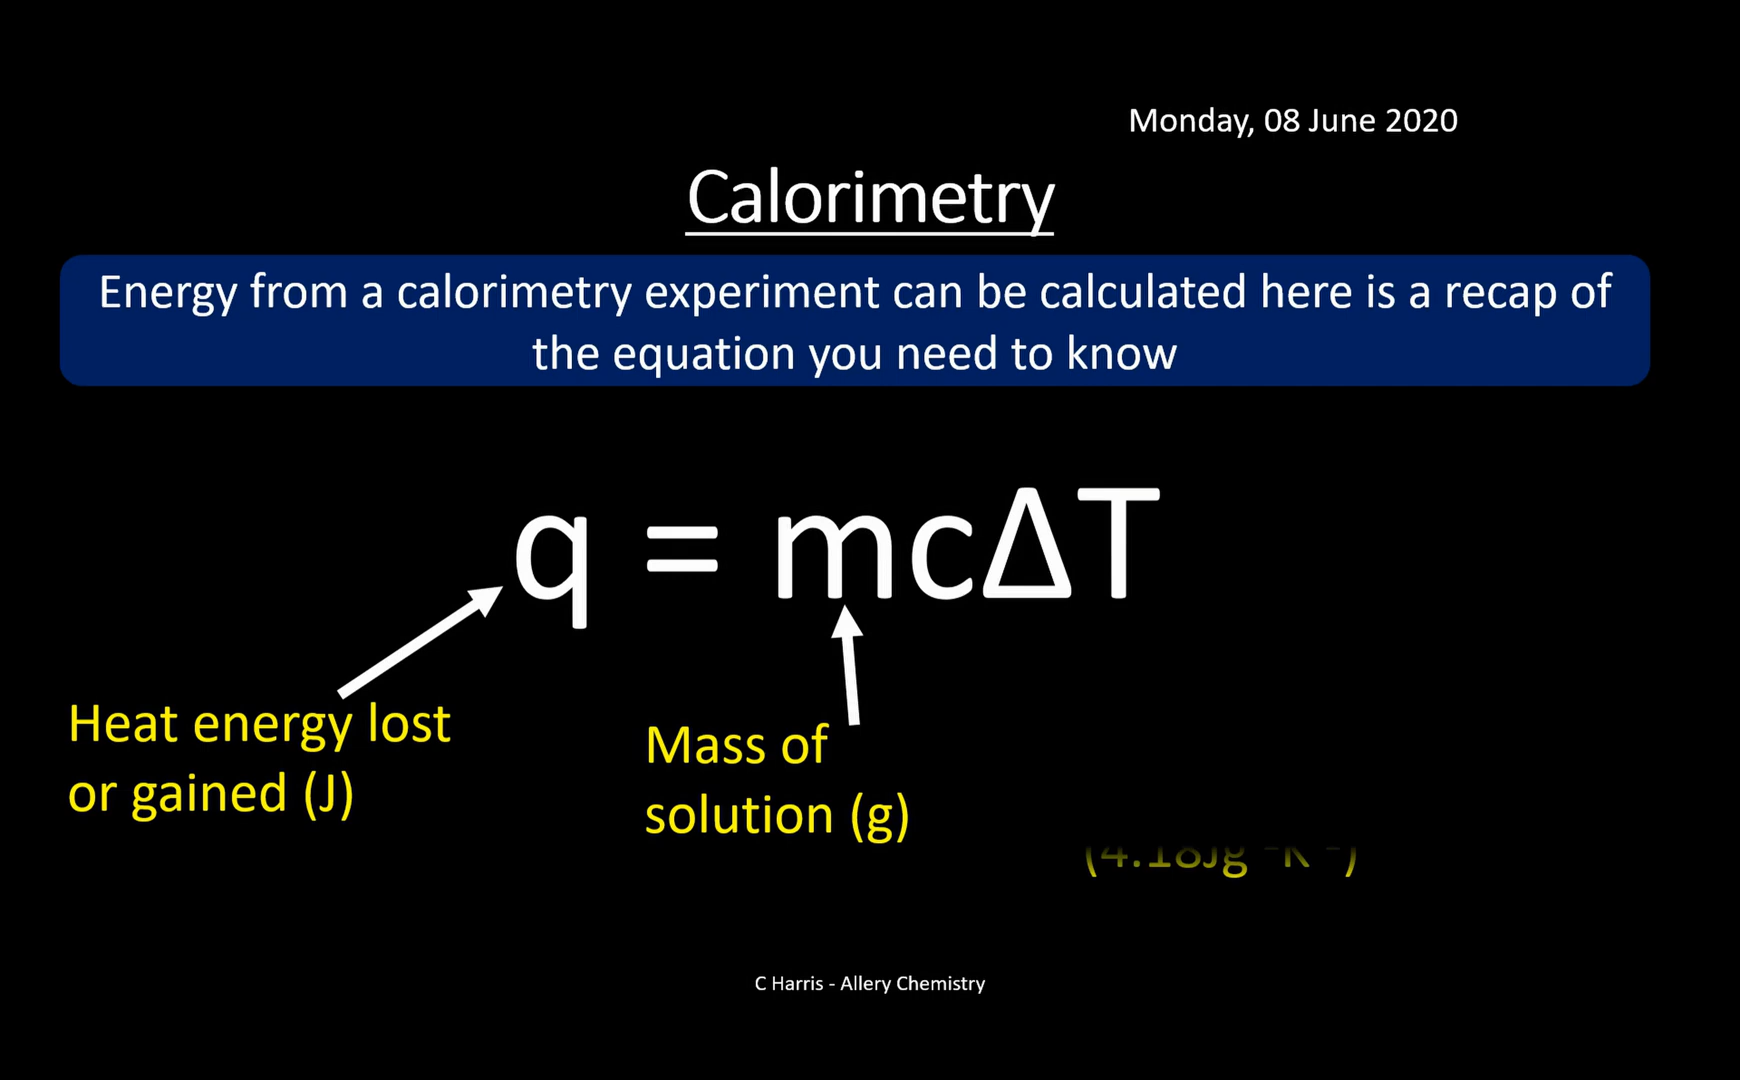 Monday, 08 June 2020
Calorimetry
Energy from a calorimetry experiment can be calculated here is a recap of
the equation you need to know
q = mcΔT
Heat energy lost
or gained (J)
Mass of
solution (g)
C Harris - Allery Chemistry